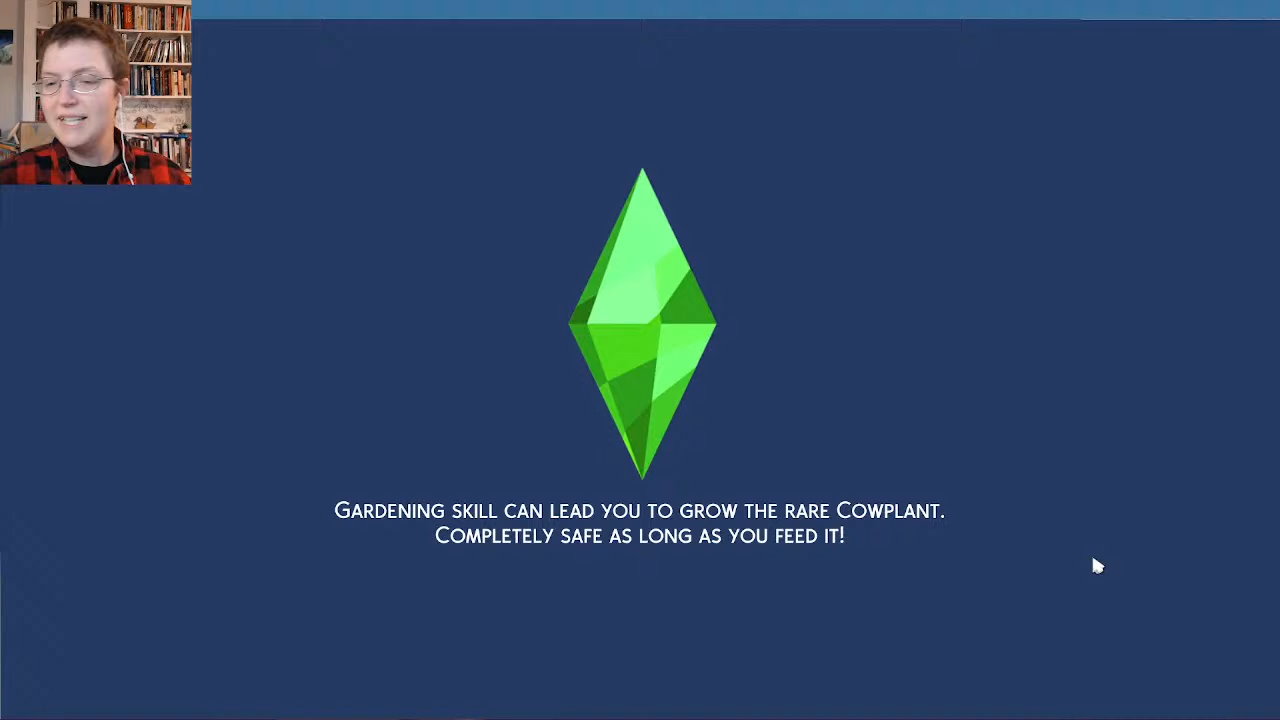 Gardening skill can lead you to grow the rare Cowplant.
Completely safe as long as you feed it!